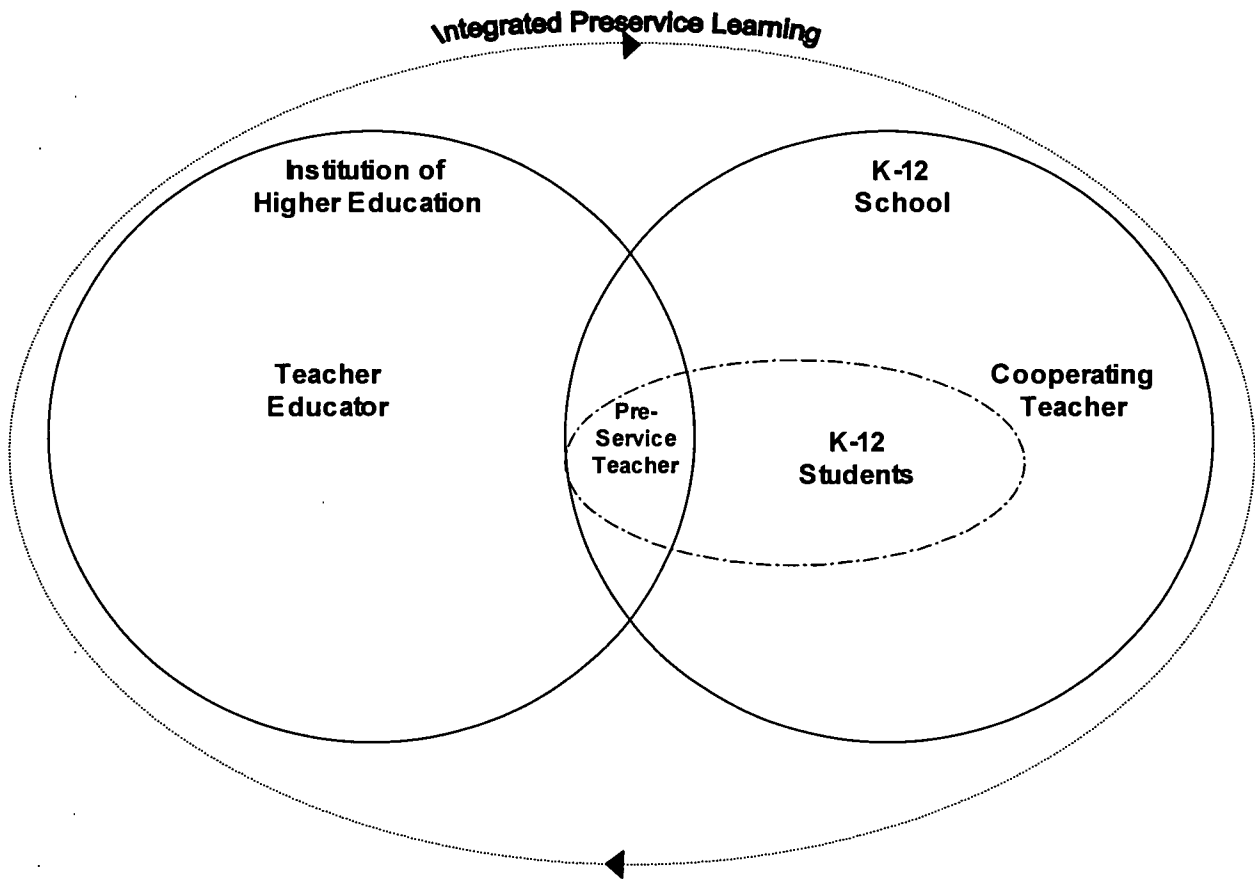 Integrated Preservice Learning
Institution of
Higher Education
K-12
School
Teacher
Educator
Pre-
Service
Teacher
K-12
Students
Cooperating
Teacher